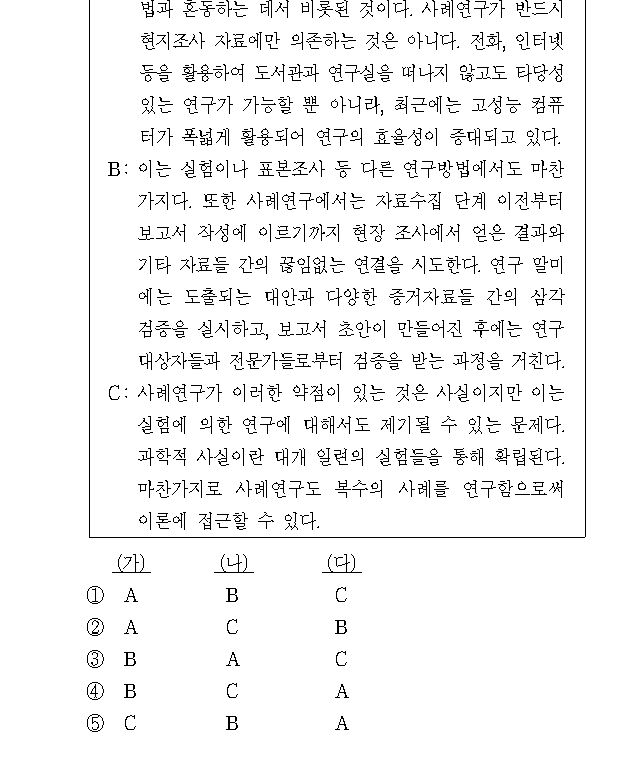 법과 혼동하는 데서 비롯된 것이다. 사례연구가 반드시
현지조사 자료에만 의존하는 것은 아니다. 전화, 인터넷
등을 활용하여 도서관과 연구실을 떠나지 않고도 타당성
있는 연구가 가능할 뿐 아니라, 최근에는 고성능 컴퓨
터가 폭넓게 활용되어 연구의 효율성이 증대되고 있다.
B: 이는 실험이나 표본조사 등 다른 연구방법에서도 마찬
가지다. 또한 사례연구에서는 자료수집 단계 이전부터
보고서 작성에 이르기까지 현장 조사에서 얻은 결과와
기타 자료들 간의 끊임없는 연결을 시도한다. 연구 말미
에는 도출되는 대안과 다양한 증거자료들 간의 삼각
검증을 실시하고, 보고서 초안이 만들어진 후에는 연구
대상자들과 전문가들로부터 검증을 받는 과정을 거친다.
C: 사례연구가 이러한 약점이 있는 것은 사실이지만 이는
실험에 의한 연구에 대해서도 제기될 수 있는 문제다.
과학적 사실이란 대개 일련의 실험들을 통해 확립된다.
마찬가지로 사례연구도 복수의 사례를 연구함으로써
이론에 접근할 수 있다.
(가) (나) (다)
① A B C
② A C B
③ B A C
④ B C A
⑤ C B A